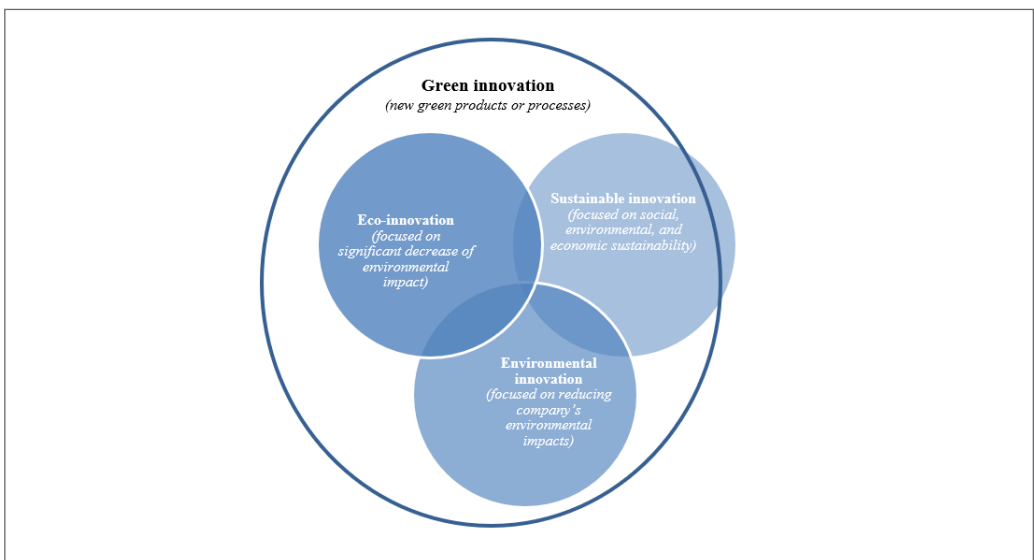 Green innovation
(new green products or processes)
Eco-innovation
(focused on
significant decrease of
environmental
impact)
Sustainable innovation
(focused on social,
environmental, and
economic sustainability)
Environmental
innovation
(focused on reducing
company's
environmental
impacts)